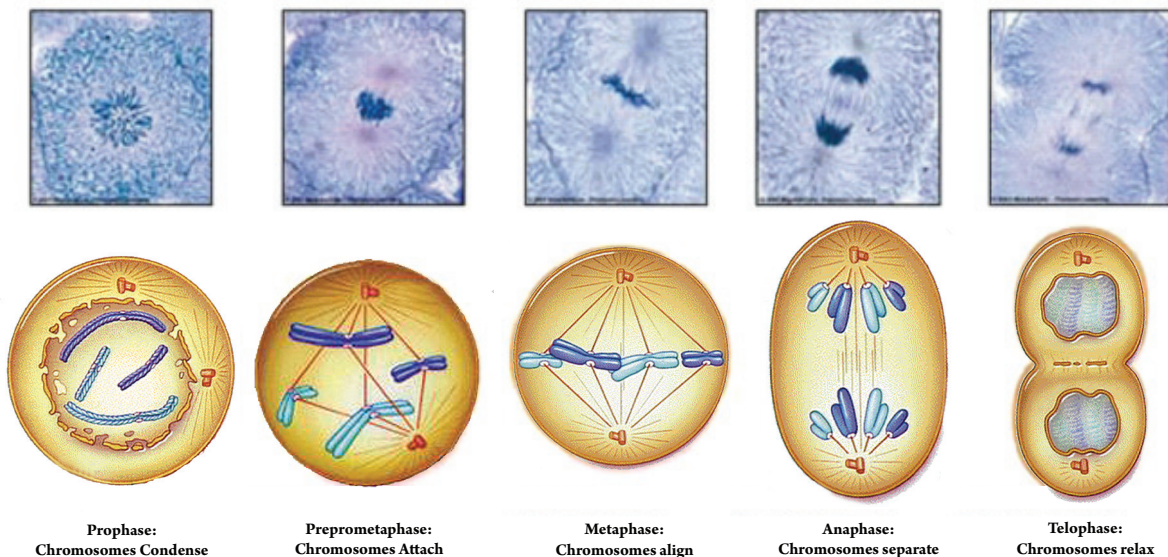 Prophase:
Chromosomes Condense
Preprometaphase:
Chromosomes Attach
Metaphase:
Chromosomes align
Anaphase:
Chromosomes separate
Telophase:
Chromosomes relax